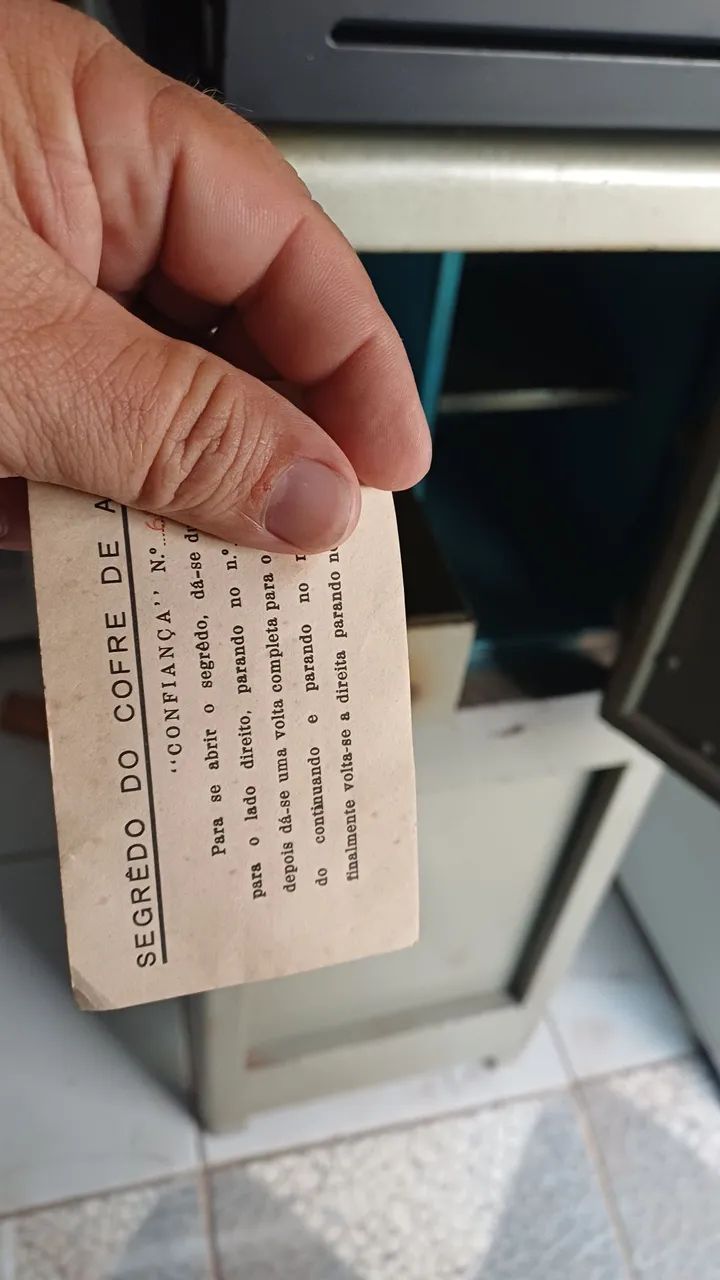 SEGRÊDO DO COFRE DE A
"CONFIANÇA" N.º 6
Para se abrir o segrêdo, dá-se
para o lado direito, parando no n.º
depois dá-se uma volta completa para o
do continuando e parando no
finalmente volta-se a direita parando